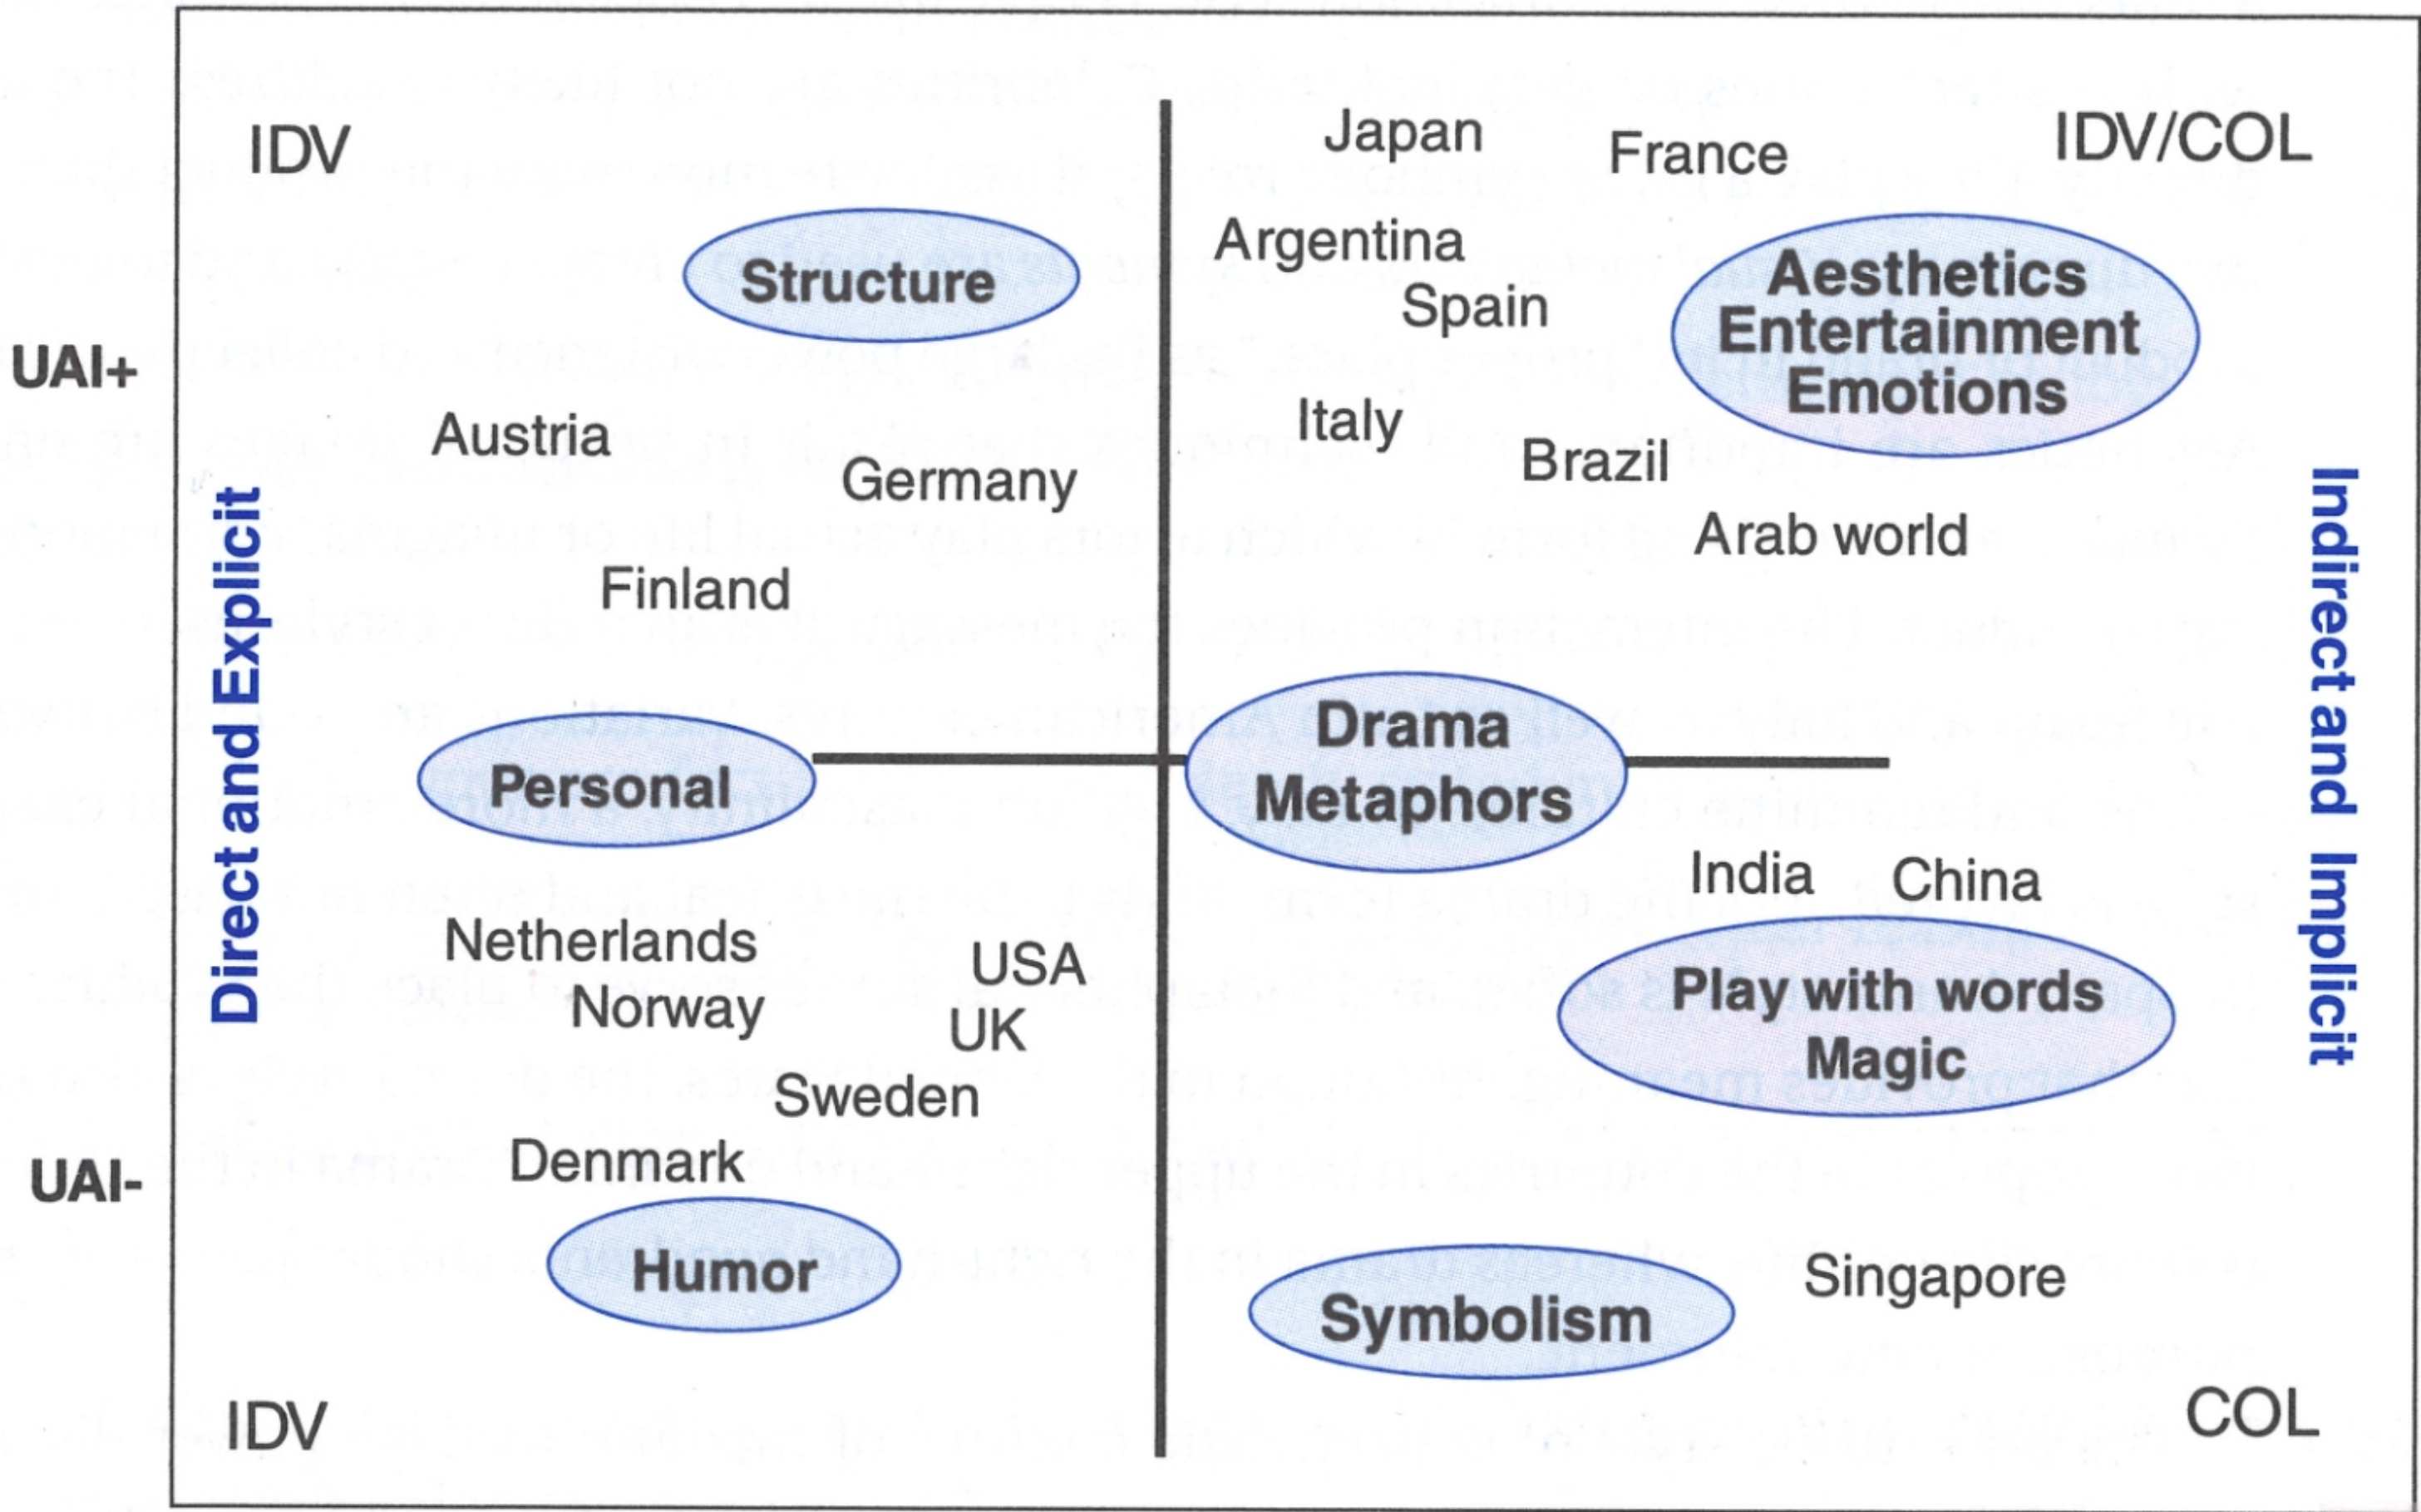 IDV
Japan
France
IDV/COL
Structure
Argentina
Spain
Aesthetics
Entertainment
Emotions
UAI+
Austria
Germany
Italy
Brazil
Arab world
Finland
Direct and Explicit
Indirect and Implicit
Personal
Drama
Metaphors
India
China
Netherlands
Norway
USA
UK
Sweden
Play with words
Magic
Denmark
UAI-
Humor
Symbolism
Singapore
IDV
COL